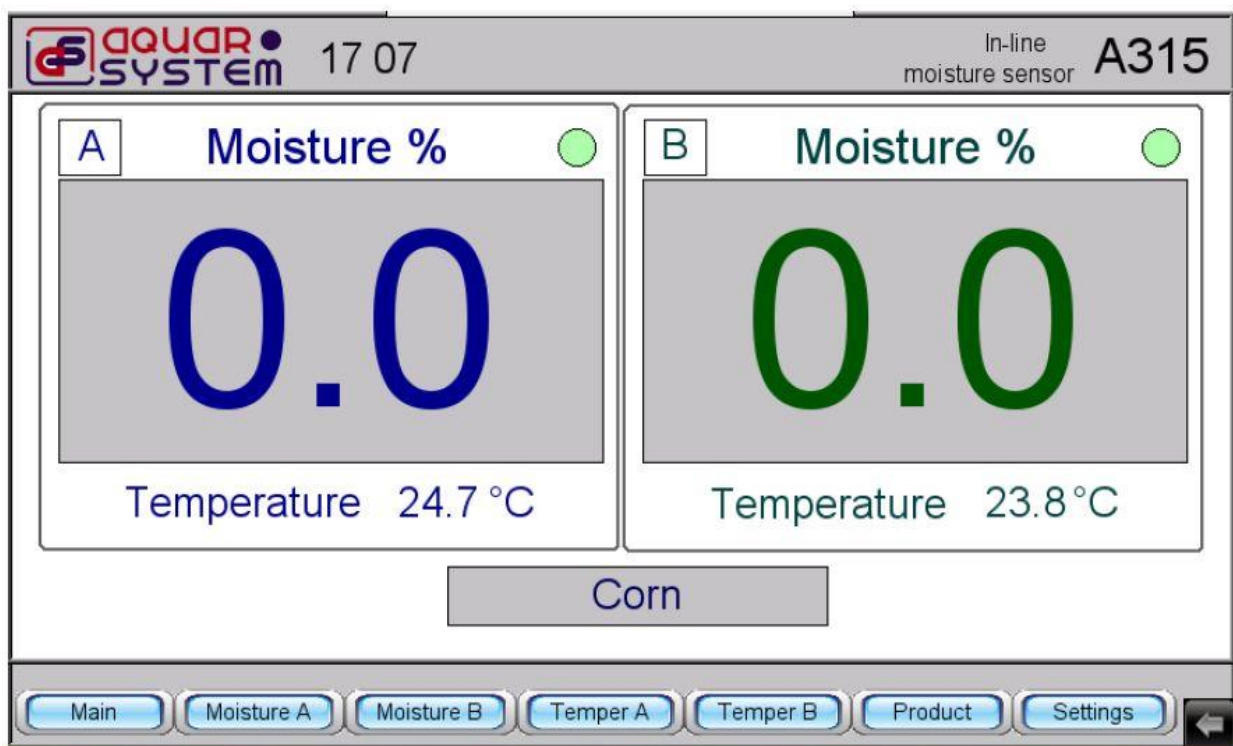 AQUAR SYSTEM
17 07
In-line
moisture sensor
A315
A
Moisture %
0.0
Temperature 24.7 °C
B
Moisture %
0.0
Temperature 23.8 °C
Corn
Main
Moisture A
Moisture B
Temper A
Temper B
Product
Settings